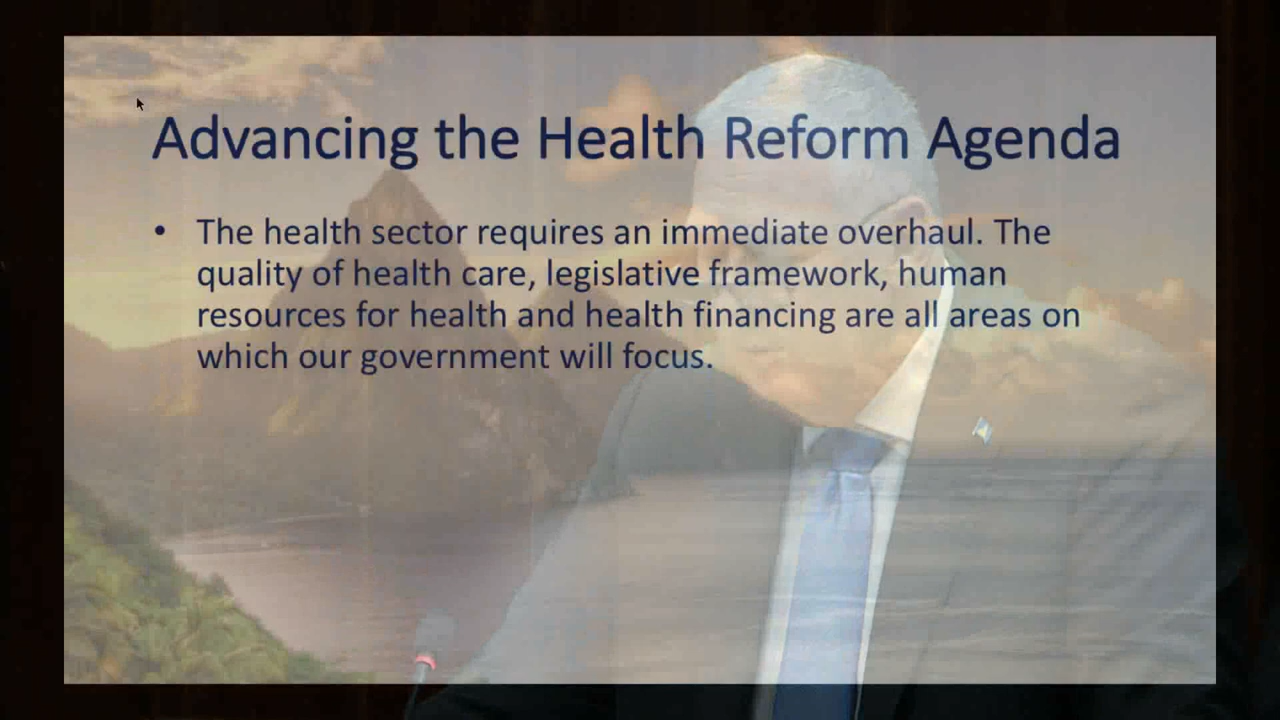 Advancing the Health Reform Agenda
• The health sector requires an immediate overhaul. The
quality of health care, legislative framework, human
resources for health and health financing are all areas on
which our government will focus.